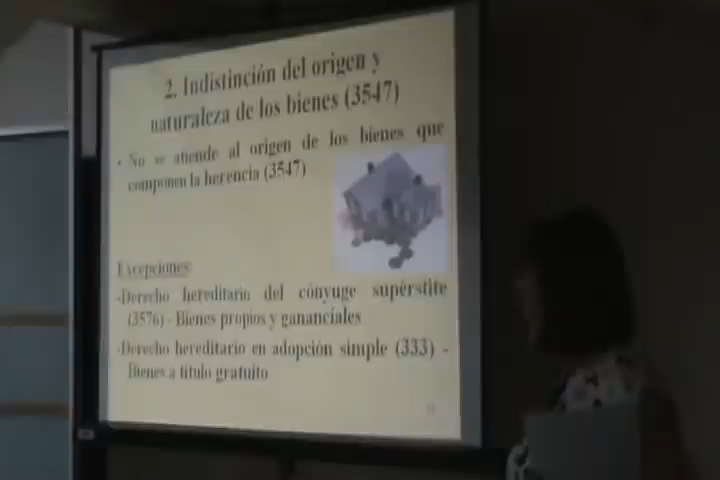 2. Indistinción del origen y
naturaleza de los bienes (3547)
• No se atiende al origen de los bienes que
componen la herencia (3547)
Excepciones:
-Derecho hereditario del cónyuge supérstite
(3576) - Bienes propios y gananciales
-Derecho hereditario en adopción simple (333) -
Bienes a título gratuito